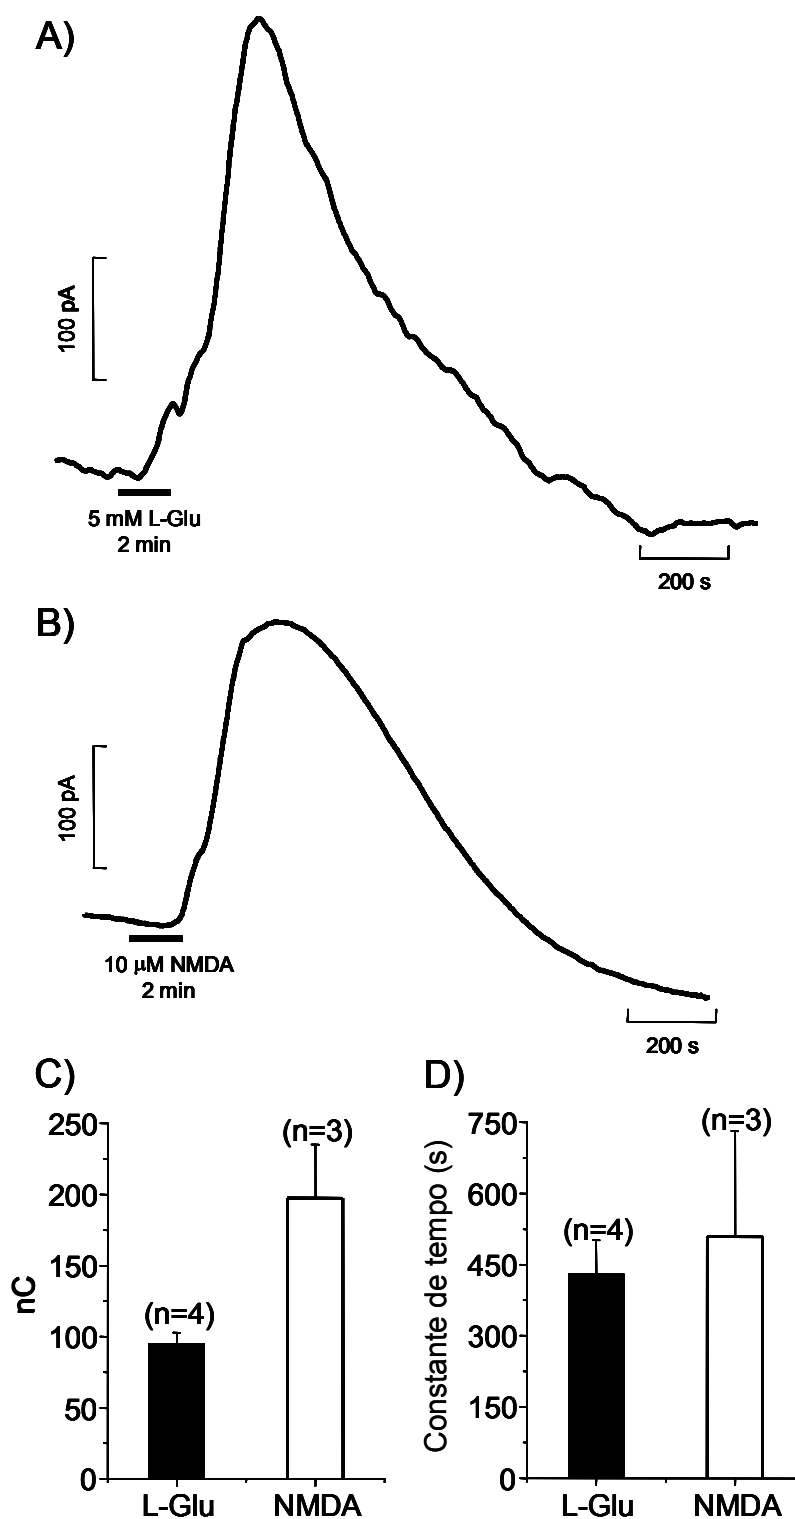 A)
100 pA
5 mM L-Glu
2 min
200 s
B)
100 pA
10 µM NMDA
2 min
200 s
C)
250
200
150
100
50
0
nC
(n=4)
(n=3)
L-Glu
NMDA
D)
750
600
450
300
150
0
Constante de tempo (s)
(n=4)
(n=3)
L-Glu
NMDA